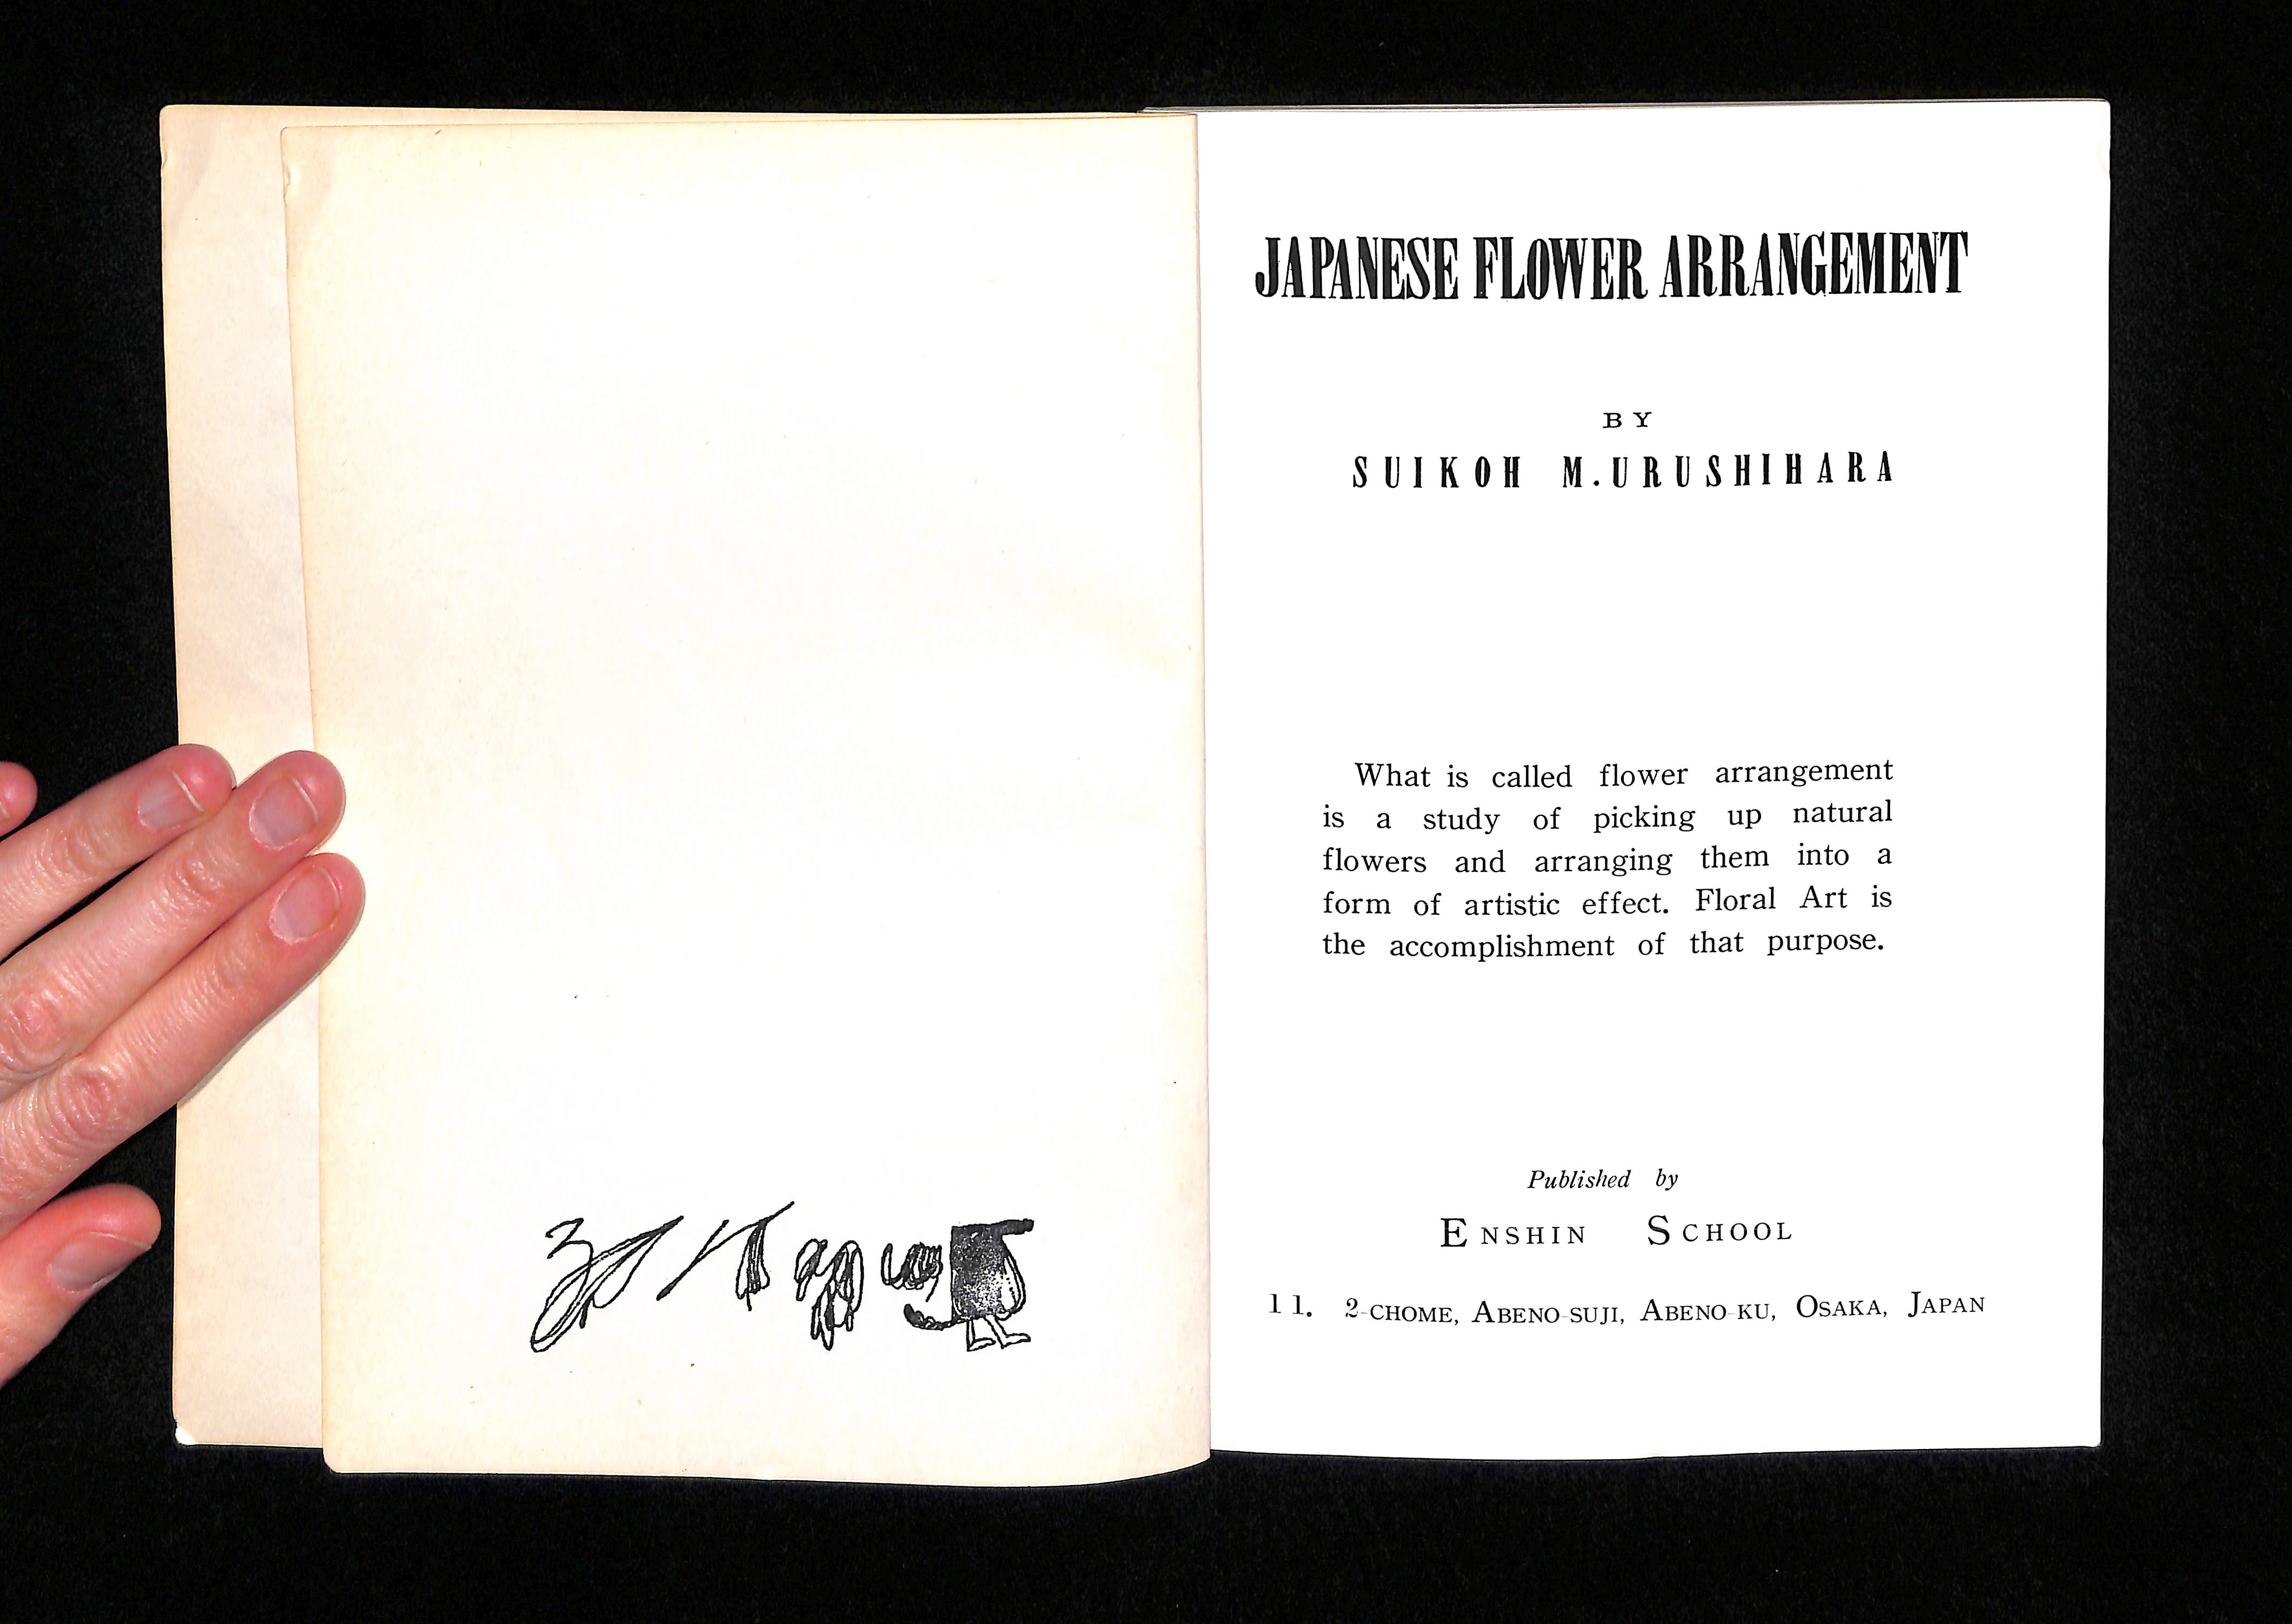 JAPANESE FLOWER ARRANGEMENT
BY
SUIKOH M.URUSHIHARA
What is called flower arrangement
is a study of picking up natural
flowers and arranging them into a
form of artistic effect. Floral Art is
the accomplishment of that purpose.
Published by
ENSHIN SCHOOL
11. 2-CHOME, ABENO-SUJI, ABENO-KU, OSAKA, JAPAN